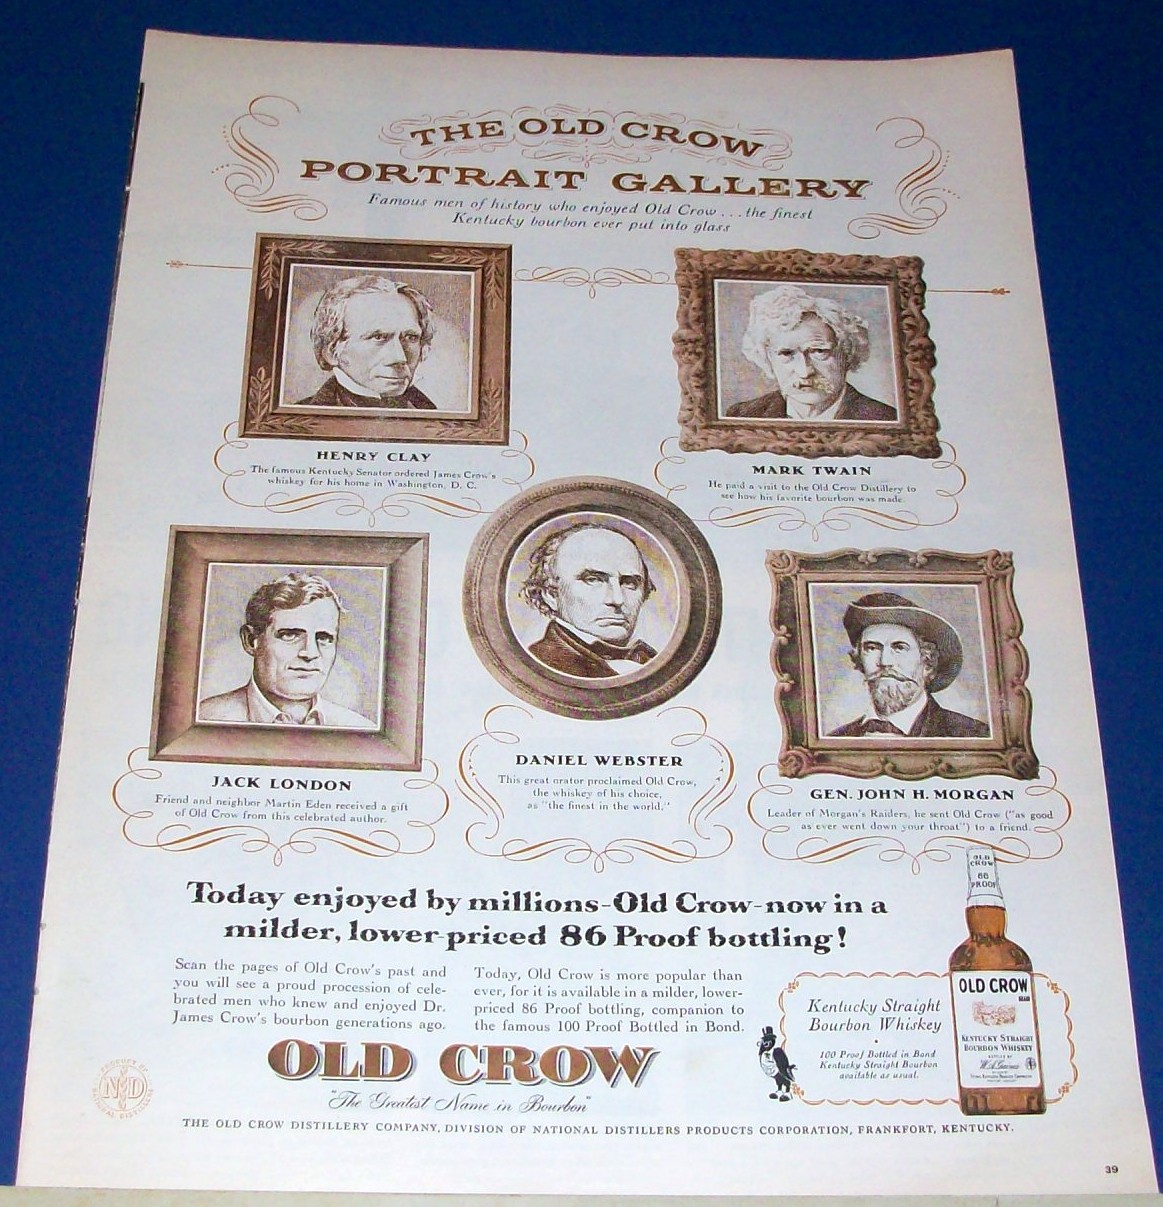 THE OLD CROW
PORTRAIT GALLERY
Famous men of history who enjoyed Old Crow . . . the finest
Kentucky bourbon ever put into glass
HENRY CLAY
The famous Kentucky Senator ordered James Crow's
whiskey for his home in Washington, D. C.
MARK TWAIN
He paid a visit to the Old Crow Distillery to
see how his favorite bourbon was made.
JACK LONDON
Friend and neighbor Martin Eden received a gift
of Old Crow from this celebrated author.
DANIEL WEBSTER
This great orator proclaimed Old Crow,
the whiskey of his choice,
as "the finest in the world."
GEN. JOHN H. MORGAN
Leader of Morgan's Raiders, he sent Old Crow ("as good
as ever went down your throat") to a friend.
Today enjoyed by millions-Old Crow-now in a
milder, lower-priced 86 Proof bottling!
Scan the pages of Old Crow's past and
you will see a proud procession of cele-
brated men who knew and enjoyed Dr.
James Crow's bourbon generations ago.
Today, Old Crow is more popular than
ever, for it is available in a milder, lower-
priced 86 Proof bottling, companion to
the famous 100 Proof Bottled in Bond.
Kentucky Straight
Bourbon Whiskey
100 Proof Bottled in Bond
Kentucky Straight Bourbon
available as usual.
OLD
CROW
86
PROOF
OLD CROW
BRAND
KENTUCKY STRAIGHT
BOURBON WHISKEY
OLD CROW
"The Greatest Name in Bourbon"
PRODUCT OF
ND
NATIONAL DISTILLERS
THE OLD CROW DISTILLERY COMPANY, DIVISION OF NATIONAL DISTILLERS PRODUCTS CORPORATION, FRANKFORT, KENTUCKY.
39